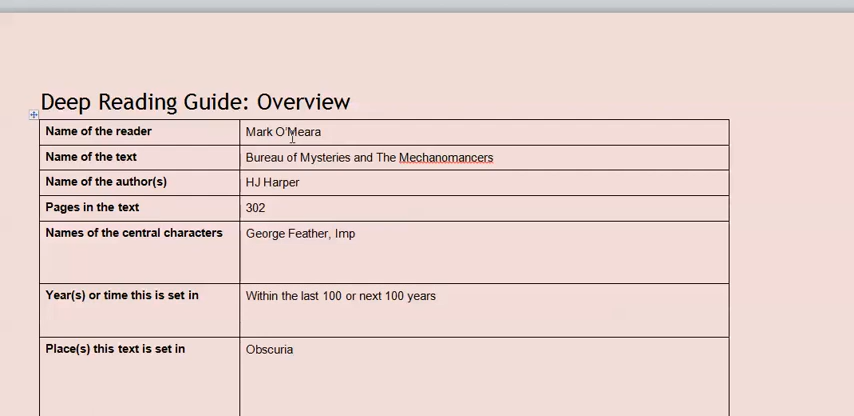 Deep Reading Guide: Overview
Name of the reader Mark O'Meara
Name of the text Bureau of Mysteries and The Mechanomancers
Name of the author(s) HJ Harper
Pages in the text 302
Names of the central characters George Feather, Imp
Year(s) or time this is set in Within the last 100 or next 100 years
Place(s) this text is set in Obscuria